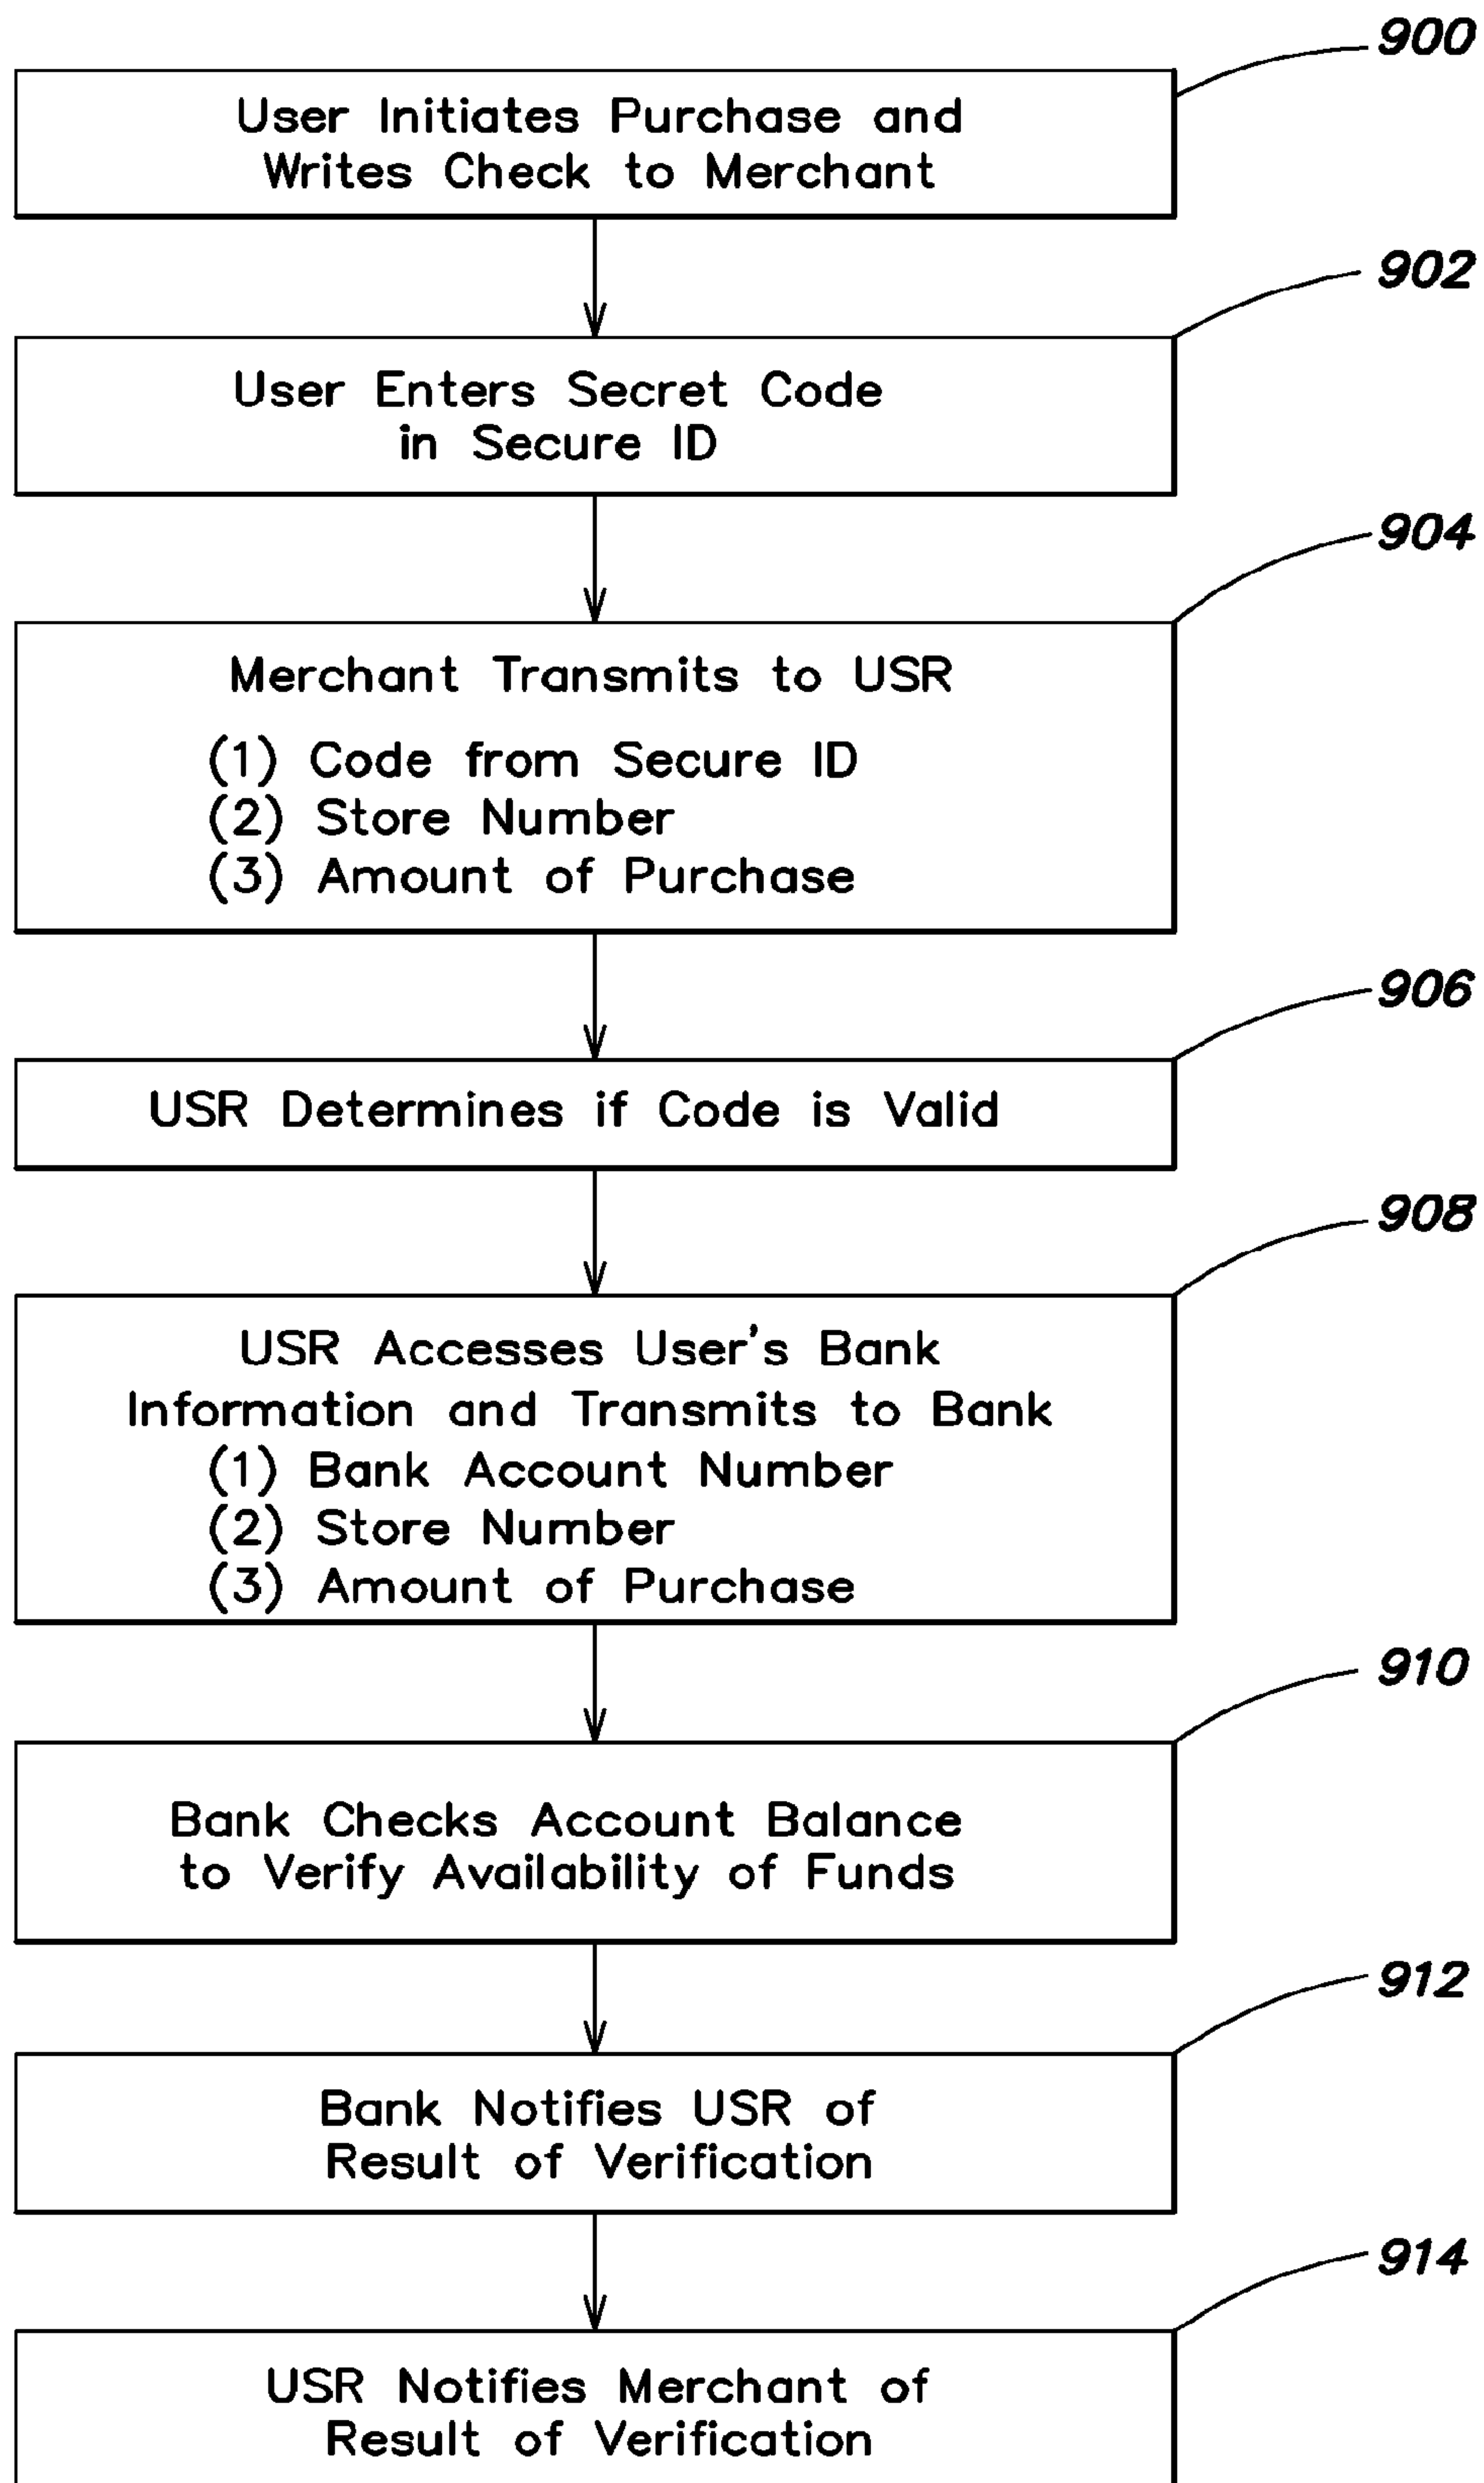 900
User Initiates Purchase and
Writes Check to Merchant
902
User Enters Secret Code
in Secure ID
904
Merchant Transmits to USR
(1) Code from Secure ID
(2) Store Number
(3) Amount of Purchase
906
USR Determines if Code is Valid
908
USR Accesses User's Bank
Information and Transmits to Bank
(1) Bank Account Number
(2) Store Number
(3) Amount of Purchase
910
Bank Checks Account Balance
to Verify Availability of Funds
912
Bank Notifies USR of
Result of Verification
914
USR Notifies Merchant of
Result of Verification